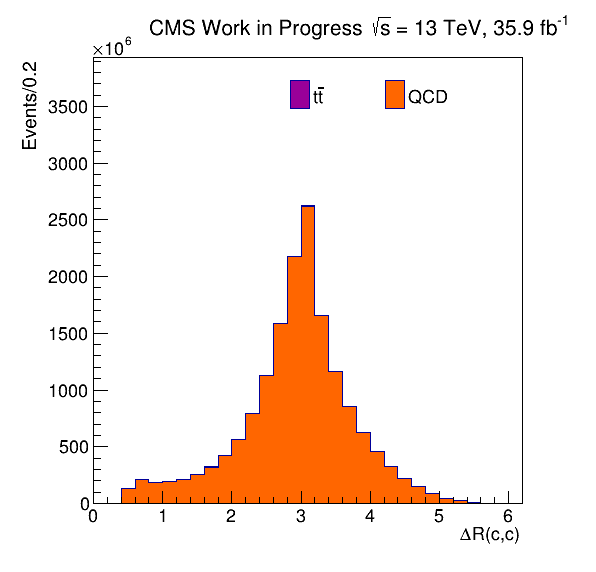 CMS Work in Progress √s = 13 TeV, 35.9 fb⁻¹
×10⁶
Events/0.2
tt̄
QCD
3500
3000
2500
2000
1500
1000
500
0
0 1 2 3 4 5 6
ΔR(c,c)